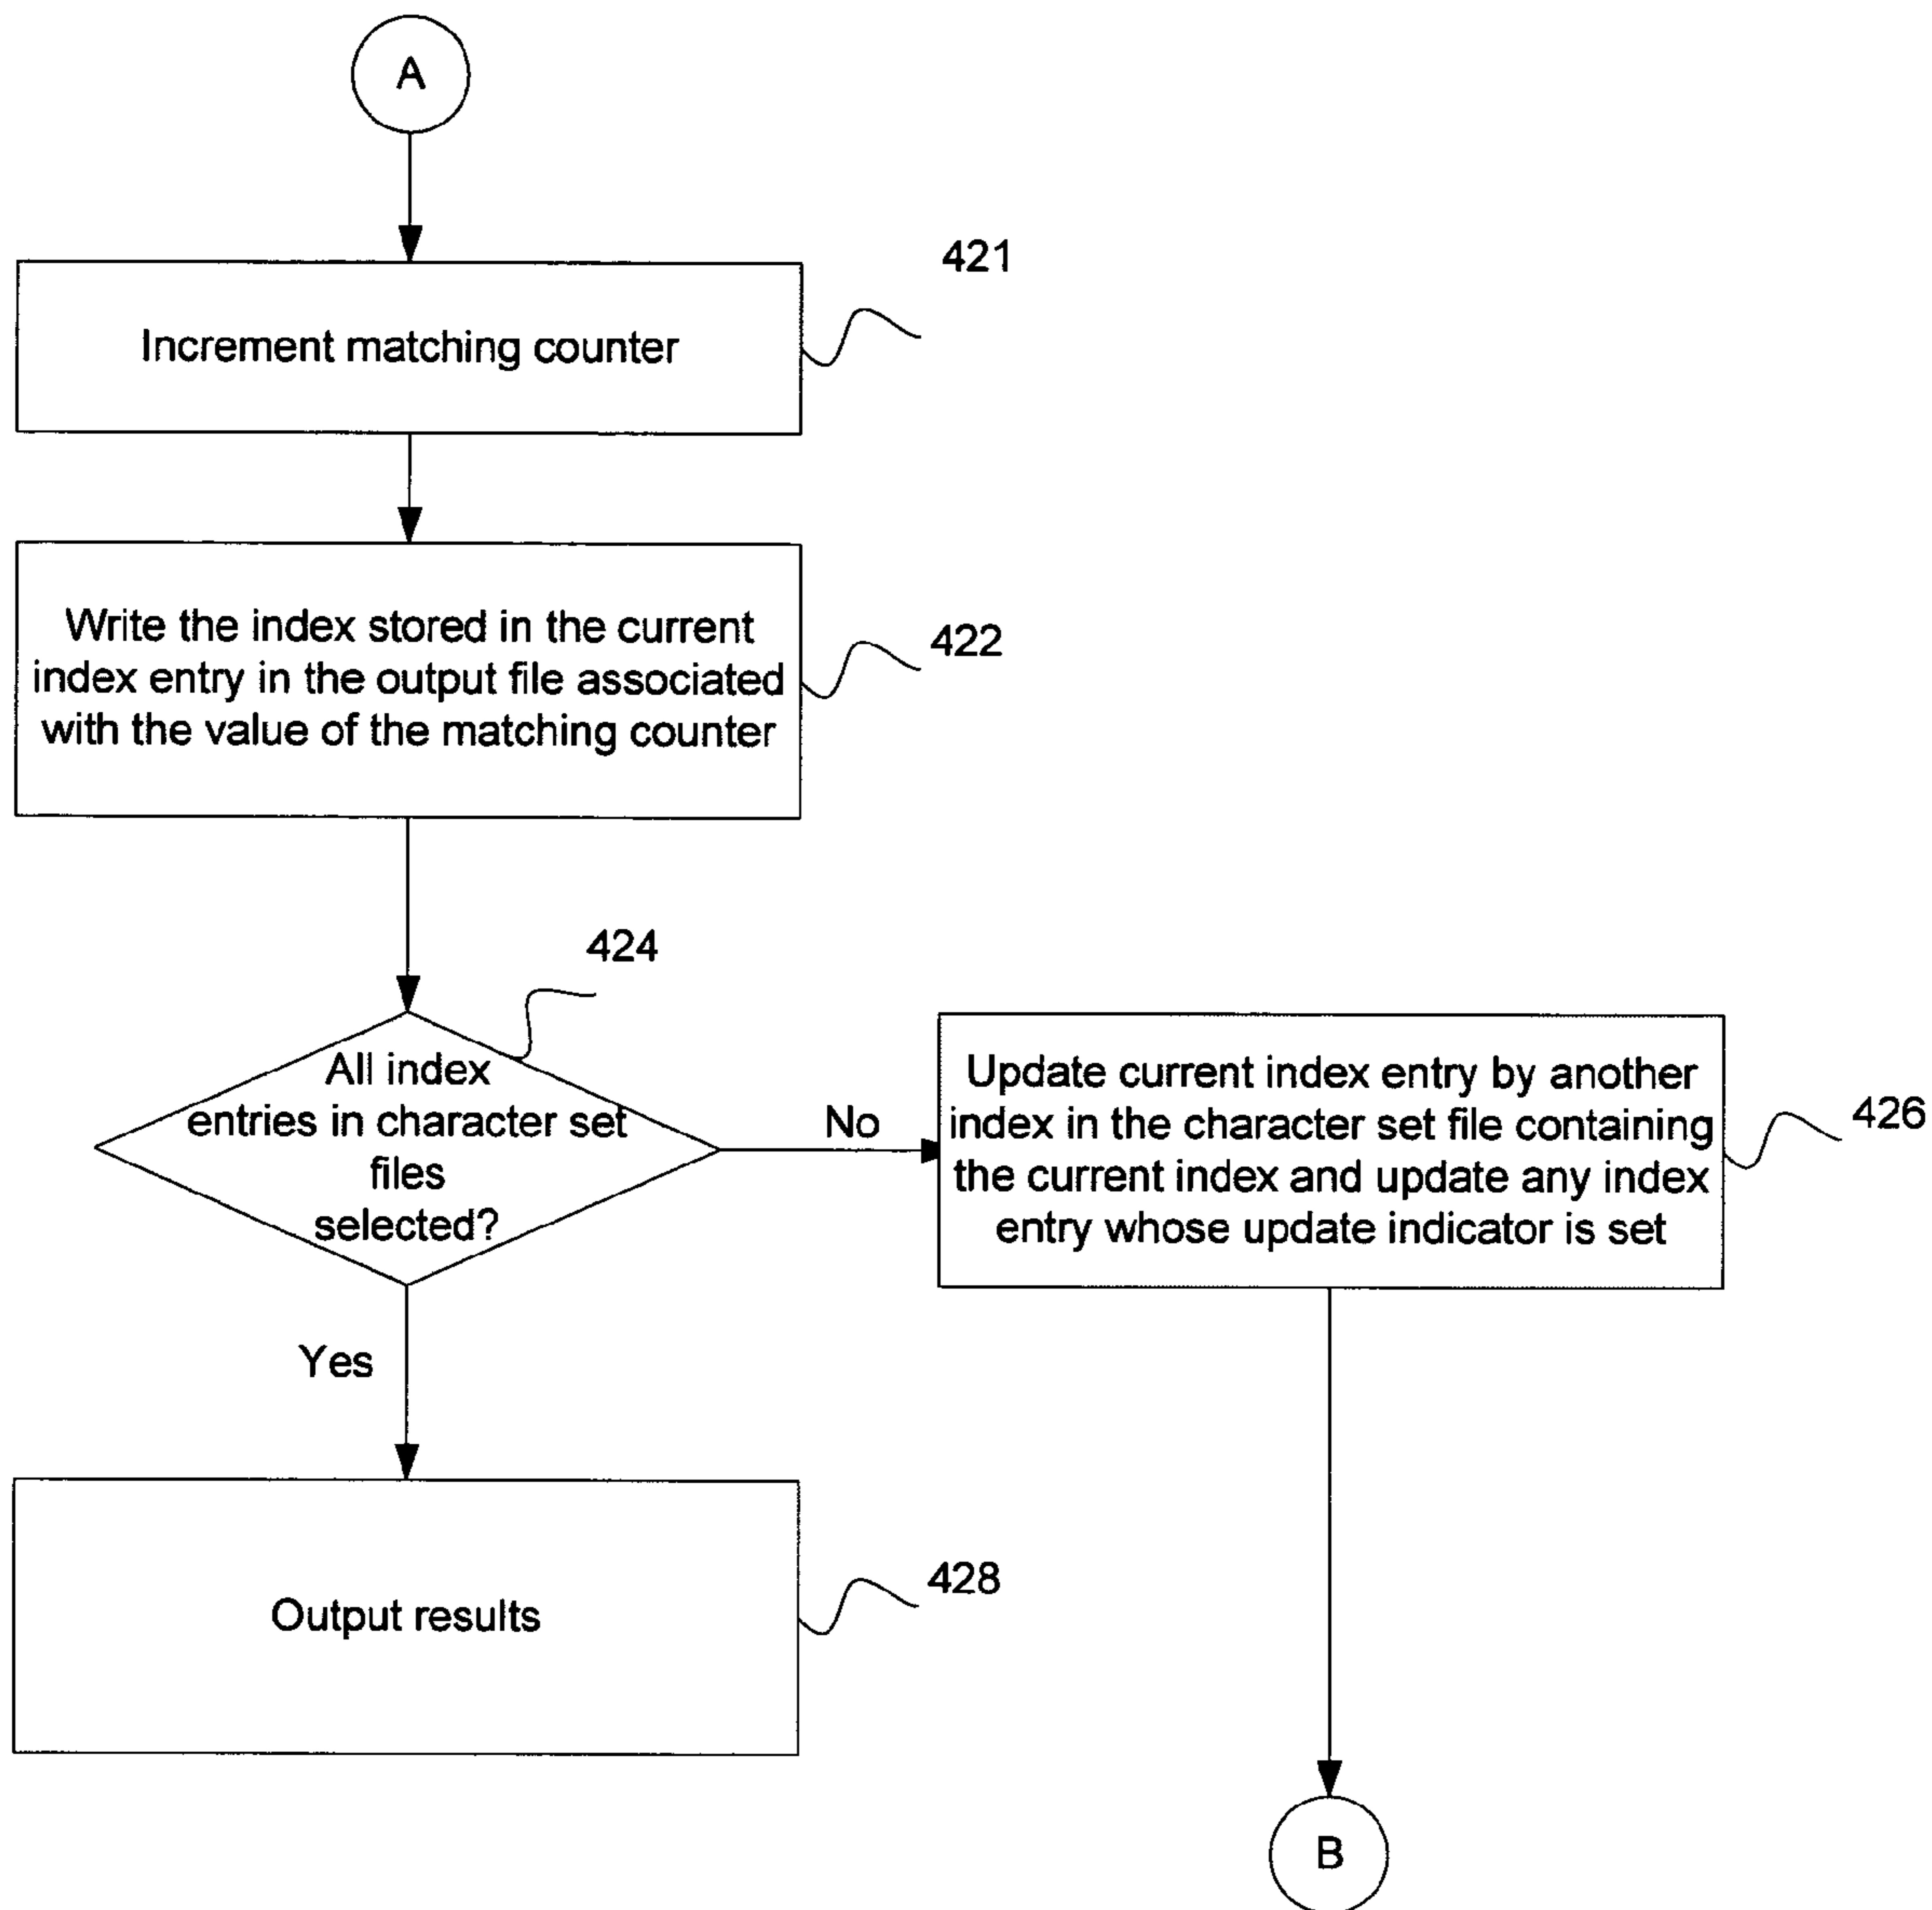 A
421
Increment matching counter
Write the index stored in the current
index entry in the output file associated
with the value of the matching counter
422
424
All index
entries in character set
files
selected?
No
Update current index entry by another
index in the character set file containing
the current index and update any index
entry whose update indicator is set
426
Yes
Output results
428
B